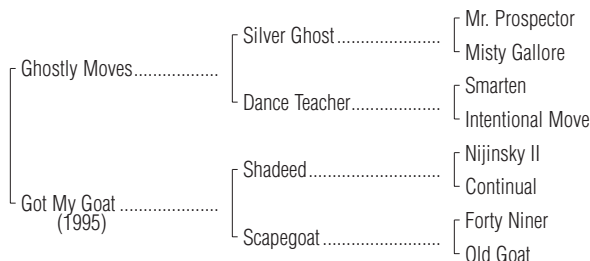 Mr. Prospector
Silver Ghost
Misty Gallore
Ghostly Moves
Smarten
Dance Teacher
Intentional Move
Nijinsky II
Shadeed
Continual
Got My Goat
(1995)
Forty Niner
Scapegoat
Old Goat